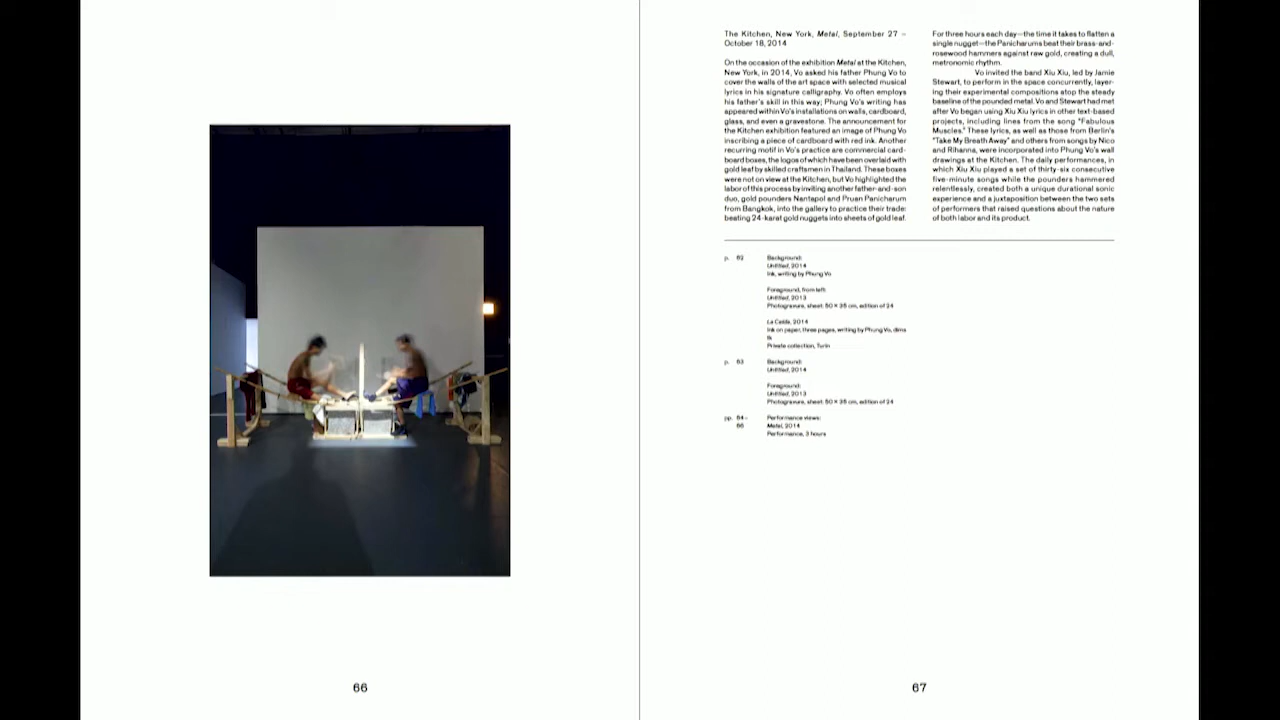 The Kitchen, New York, Metal, September 27 –
October 18, 2014
On the occasion of the exhibition Metal at the Kitchen,
New York, in 2014, Vo asked his father Phung Vo to
cover the walls of the art space with selected musical
lyrics in his signature calligraphy. Vo often employs
his father's skill in this way; Phung Vo's writing has
appeared within Vo's installations on walls, cardboard,
glass, and even a gravestone. The announcement for
the Kitchen exhibition featured an image of Phung Vo
inscribing a piece of cardboard with red ink. Another
recurring motif in Vo's practice are commercial card-
board boxes, the logos of which have been overlaid with
gold leaf by skilled craftsmen in Thailand. These boxes
were not on view at the Kitchen, but Vo highlighted the
labor of this process by inviting another father-and-son
duo, gold pounders Nantapol and Pruan Panicharum
from Bangkok, into the gallery to practice their trade:
beating 24-karat gold nuggets into sheets of gold leaf.
For three hours each day—the time it takes to flatten a
single nugget—the Panicharums beat their brass-and-
rosewood hammers against raw gold, creating a dull,
metronomic rhythm.
Vo invited the band Xiu Xiu, led by Jamie
Stewart, to perform in the space concurrently, layer-
ing their experimental compositions atop the steady
baseline of the pounded metal. Vo and Stewart had met
after Vo began using Xiu Xiu lyrics in other text-based
projects, including lines from the song "Fabulous
Muscles." These lyrics, as well as those from Berlin's
"Take My Breath Away" and others from songs by Nico
and Rihanna, were incorporated into Phung Vo's wall
drawings at the Kitchen. The daily performances, in
which Xiu Xiu played a set of thirty-six consecutive
five-minute songs while the pounders hammered
relentlessly, created both a unique durational sonic
experience and a juxtaposition between the two sets
of performers that raised questions about the nature
of both labor and its product.
p. 62 Background:
Untitled, 2014
Ink, writing by Phung Vo
Foreground, from left:
Untitled, 2013
Photogravure, sheet: 50 × 35 cm, edition of 24
La Caída, 2014
Ink on paper, three pages, writing by Phung Vo, dims
tk
Private collection, Turin
p. 63 Background:
Untitled, 2014
Foreground:
Untitled, 2013
Photogravure, sheet: 50 × 35 cm, edition of 24
pp. 64– Performance views:
66 Metal, 2014
Performance, 3 hours
66
67